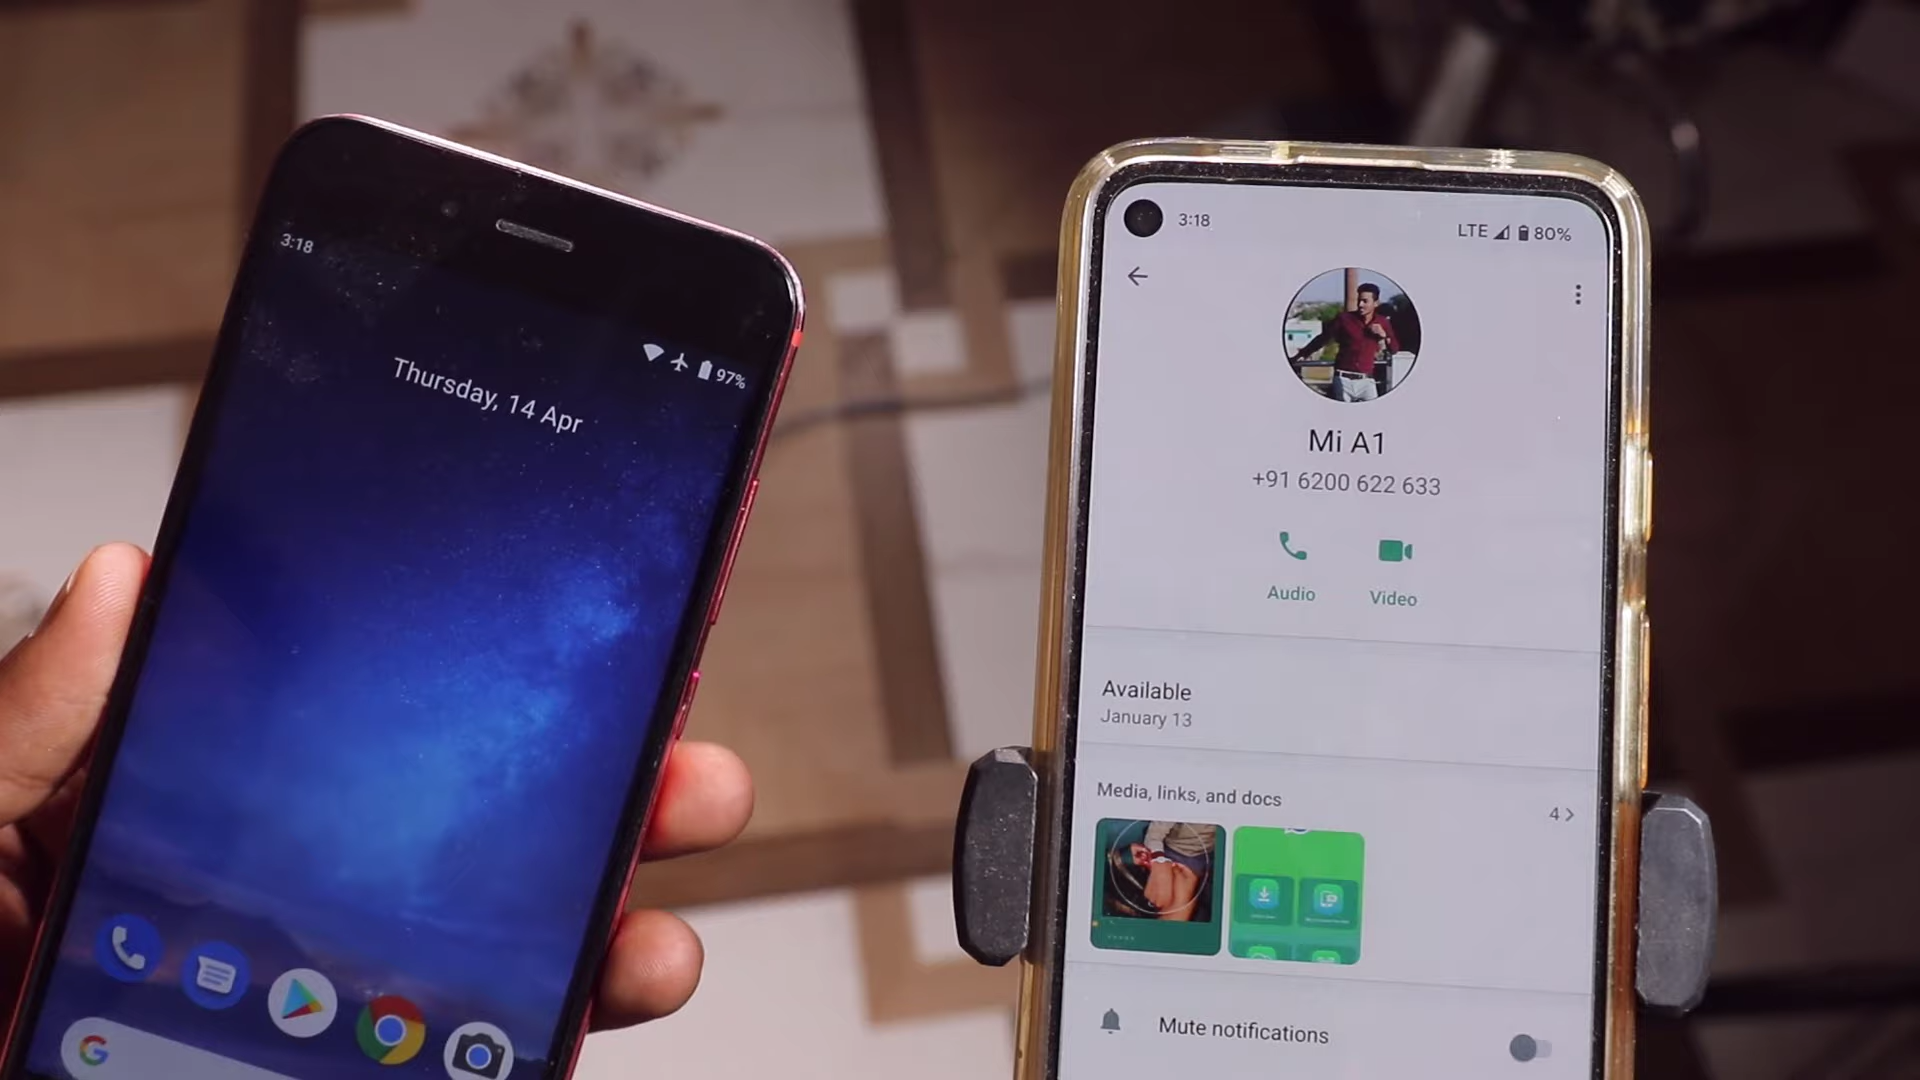 3:18
97%
Thursday, 14 Apr
G
3:18
LTE 80%
Mi A1
+91 6200 622 633
Audio
Video
Available
January 13
Media, links, and docs
4 >
Mute notifications